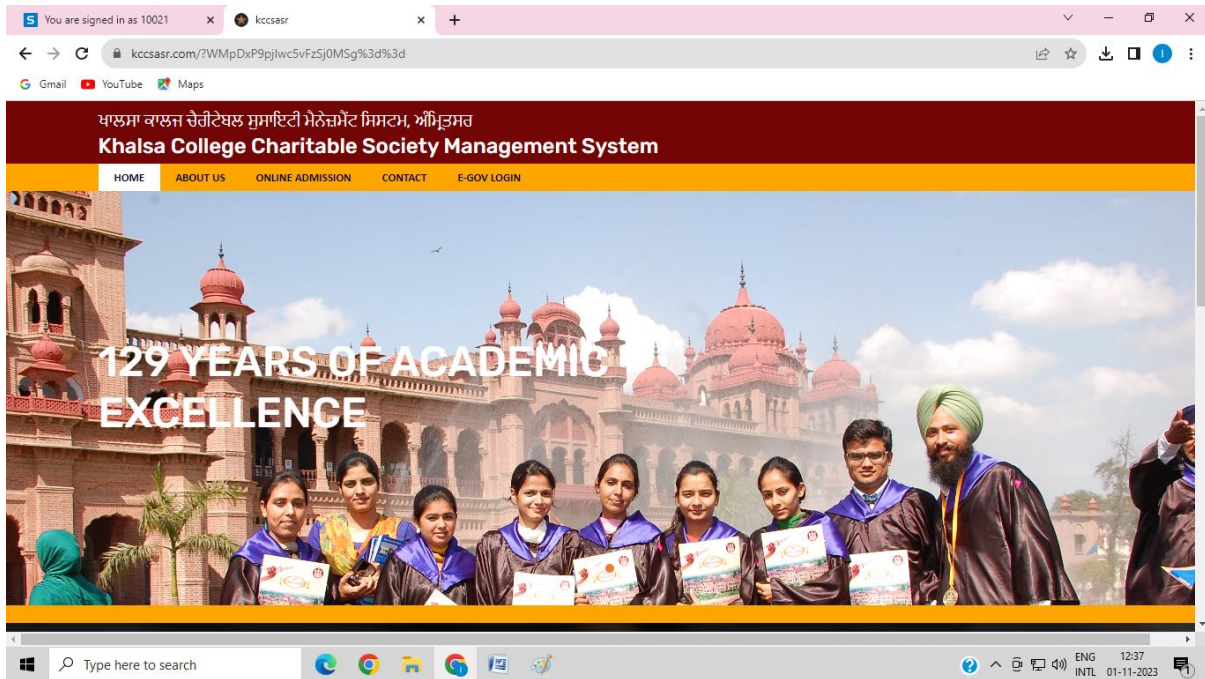 You are signed in as 10021
kccsasr
kccsasr.com/?WMpDxP9pjIwc5vFzSj0MSg%3d%3d
Gmail YouTube Maps
ਖਾਲਸਾ ਕਾਲਜ ਚੈਰੀਟੇਬਲ ਸੁਸਾਇਟੀ ਮੈਨੇਜ਼ਮੈਂਟ ਸਿਸਟਮ, ਅੰਮ੍ਰਿਤਸਰ
Khalsa College Charitable Society Management System
HOME ABOUT US ONLINE ADMISSION CONTACT E-GOV LOGIN
129 YEARS OF ACADEMIC
EXCELLENCE
Type here to search
ENG 12:37
INTL 01-11-2023